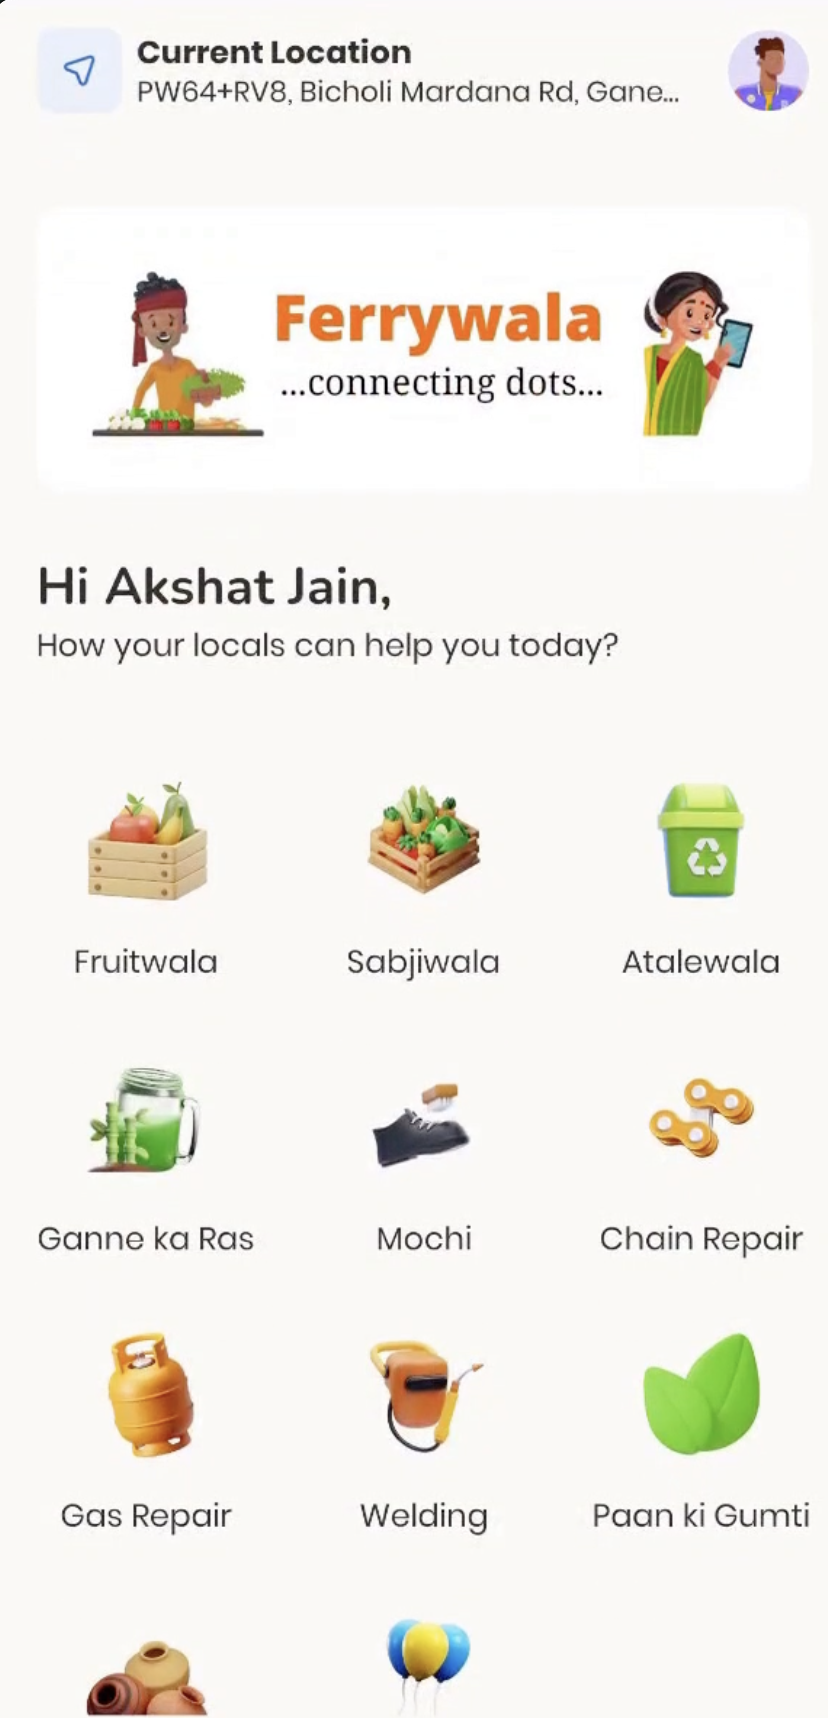 Current Location
PW64+RV8, Bicholi Mardana Rd, Gane...
Ferrywala
...connecting dots...
Hi Akshat Jain,
How your locals can help you today?
Fruitwala
Sabjiwala
Atalewala
Ganne ka Ras
Mochi
Chain Repair
Gas Repair
Welding
Paan ki Gumti